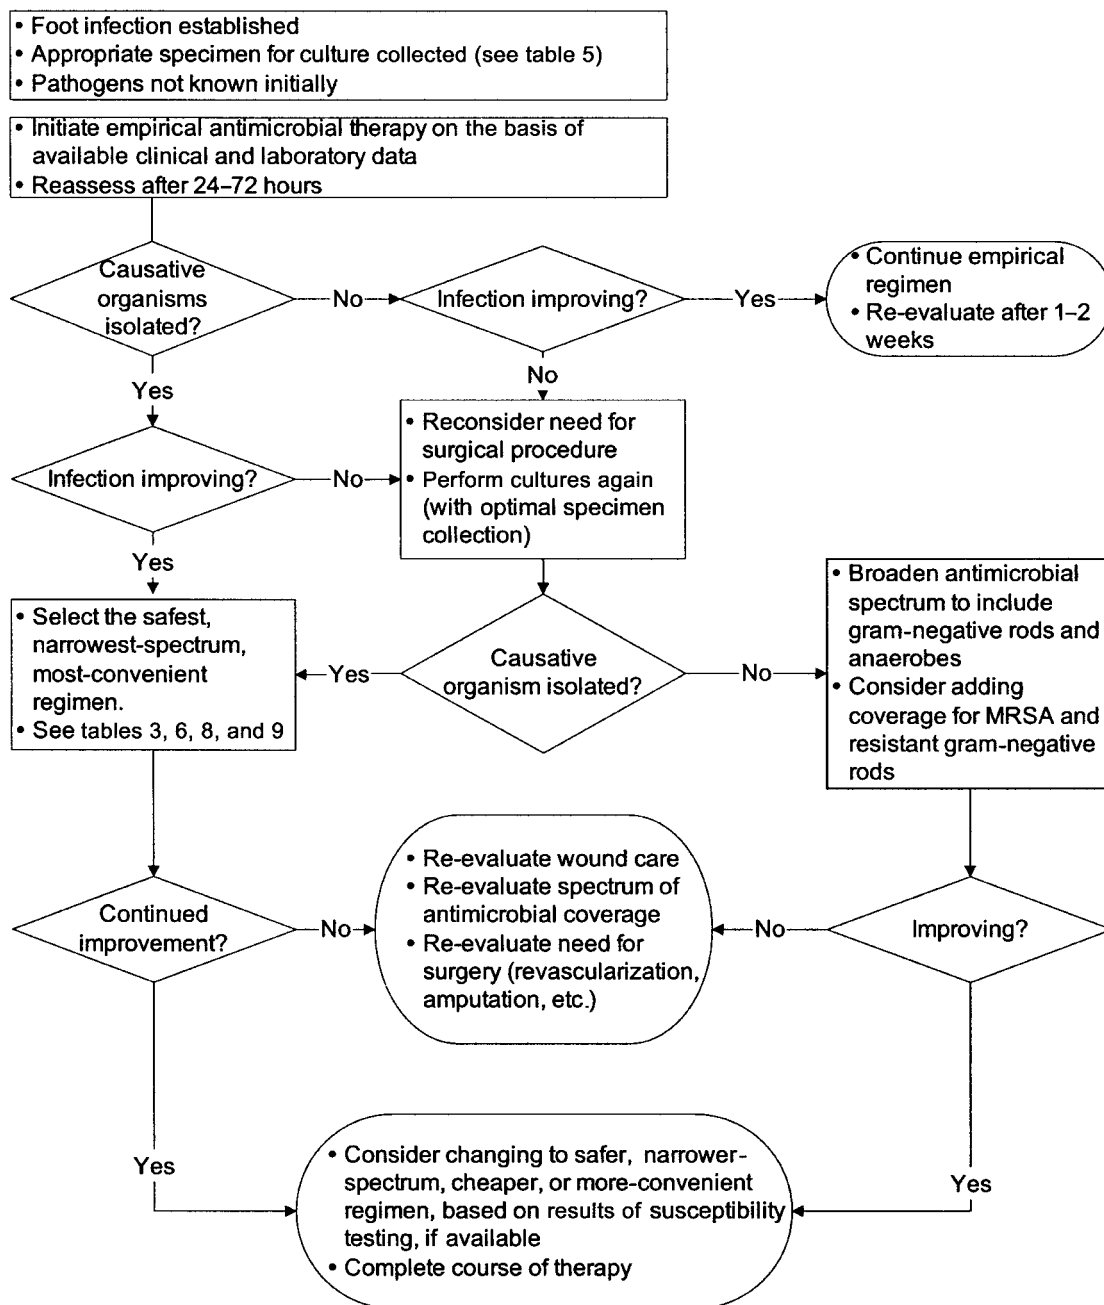 • Foot infection established
• Appropriate specimen for culture collected (see table 5)
• Pathogens not known initially
• Initiate empirical antimicrobial therapy on the basis of
available clinical and laboratory data
• Reassess after 24–72 hours
Causative
organisms
isolated?
No
Infection improving?
Yes
• Continue empirical
regimen
• Re-evaluate after 1–2
weeks
Yes
No
Infection improving?
No
• Reconsider need for
surgical procedure
• Perform cultures again
(with optimal specimen
collection)
Yes
• Select the safest,
narrowest-spectrum,
most-convenient
regimen.
• See tables 3, 6, 8, and 9
Yes
Causative
organism isolated?
No
• Broaden antimicrobial
spectrum to include
gram-negative rods and
anaerobes
• Consider adding
coverage for MRSA and
resistant gram-negative
rods
Continued
improvement?
No
• Re-evaluate wound care
• Re-evaluate spectrum of
antimicrobial coverage
• Re-evaluate need for
surgery (revascularization,
amputation, etc.)
No
Improving?
Yes
• Consider changing to safer, narrower-
spectrum, cheaper, or more-convenient
regimen, based on results of susceptibility
testing, if available
• Complete course of therapy
Yes